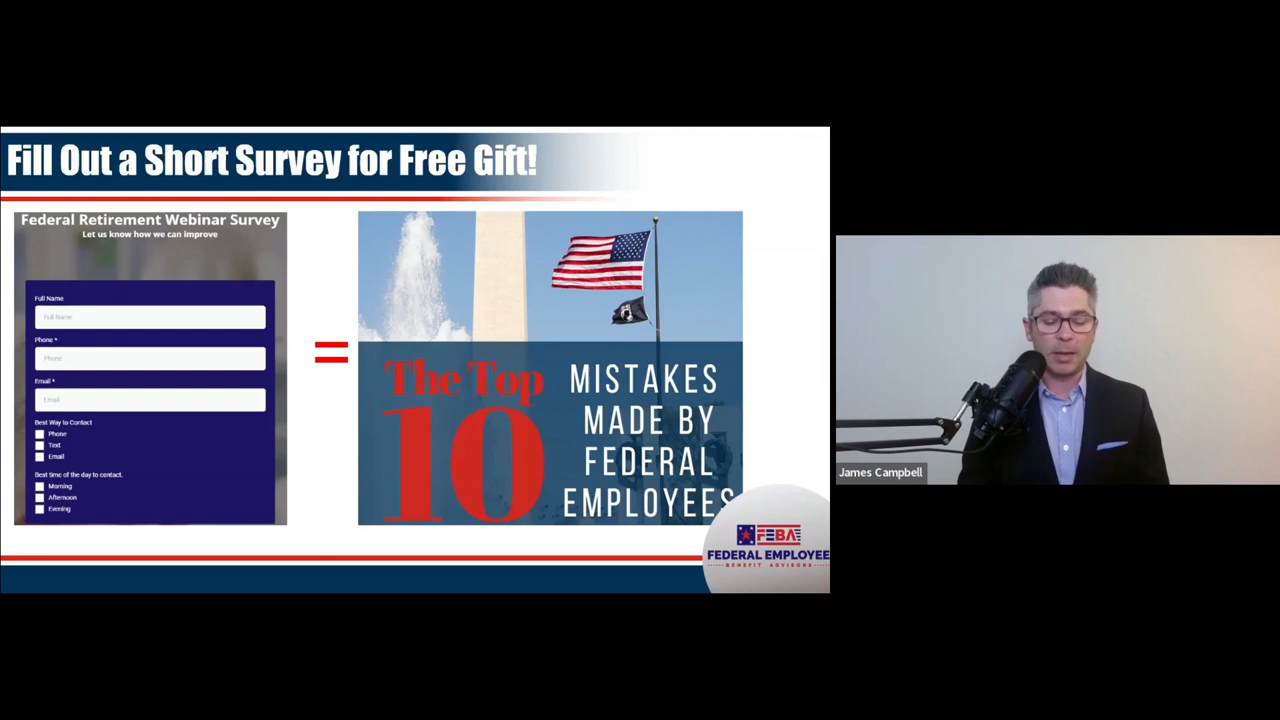 Fill Out a Short Survey for Free Gift!
Federal Retirement Webinar Survey
Let us know how we can improve
Full Name
Full Name
Phone *
Phone
Email *
Email
Best Way to Contact
Phone
Text
Email
Best time of the day to contact.
Morning
Afternoon
Evening
=
The Top
10
MISTAKES
MADE BY
FEDERAL
EMPLOYEES
FEBA
FEDERAL EMPLOYEE
BENEFIT ADVISORS
James Campbell